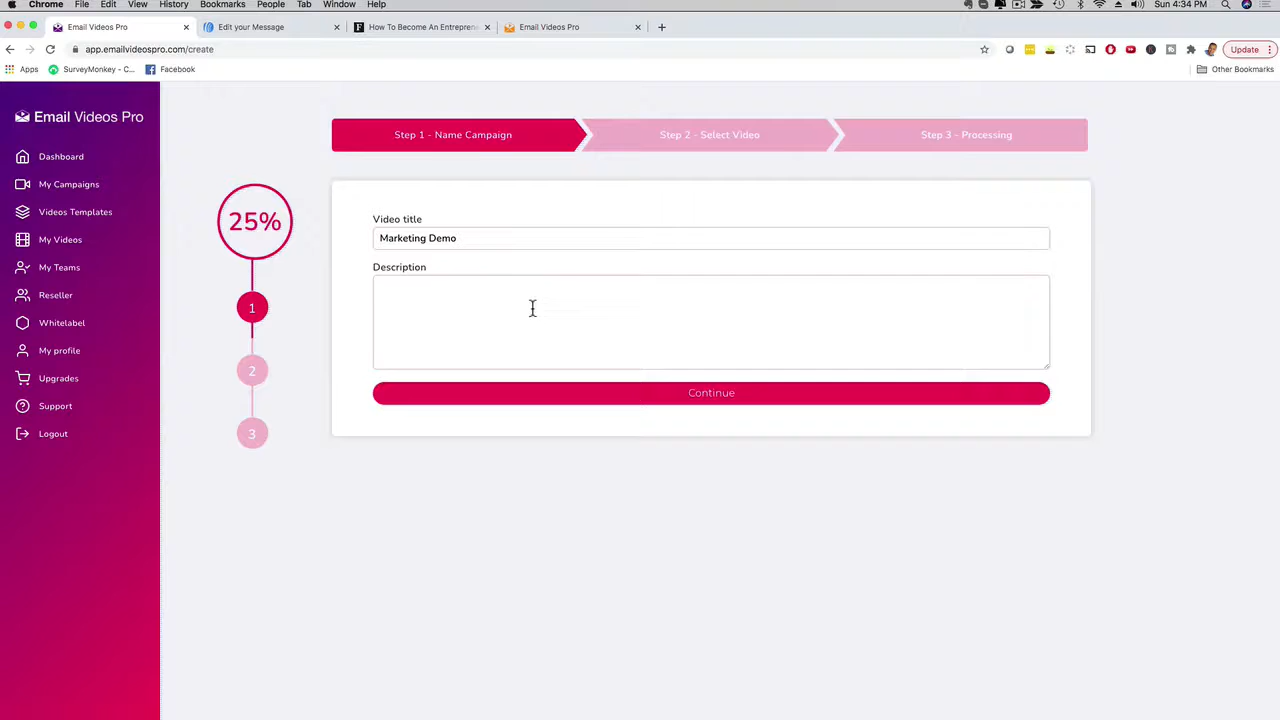 Chrome File Edit View History Bookmarks People Tab Window Help Sun 4:34 PM
Email Videos Pro Edit your Message How To Become An Entrepren Email Videos Pro
app.emailvideospro.com/create Update
Apps SurveyMonkey - C... Facebook Other Bookmarks
Email Videos Pro
Dashboard
My Campaigns
Videos Templates
My Videos
My Teams
Reseller
Whitelabel
My profile
Upgrades
Support
Logout
Step 1 - Name Campaign Step 2 - Select Video Step 3 - Processing
25%
1
2
3
Video title
Marketing Demo
Description
Continue